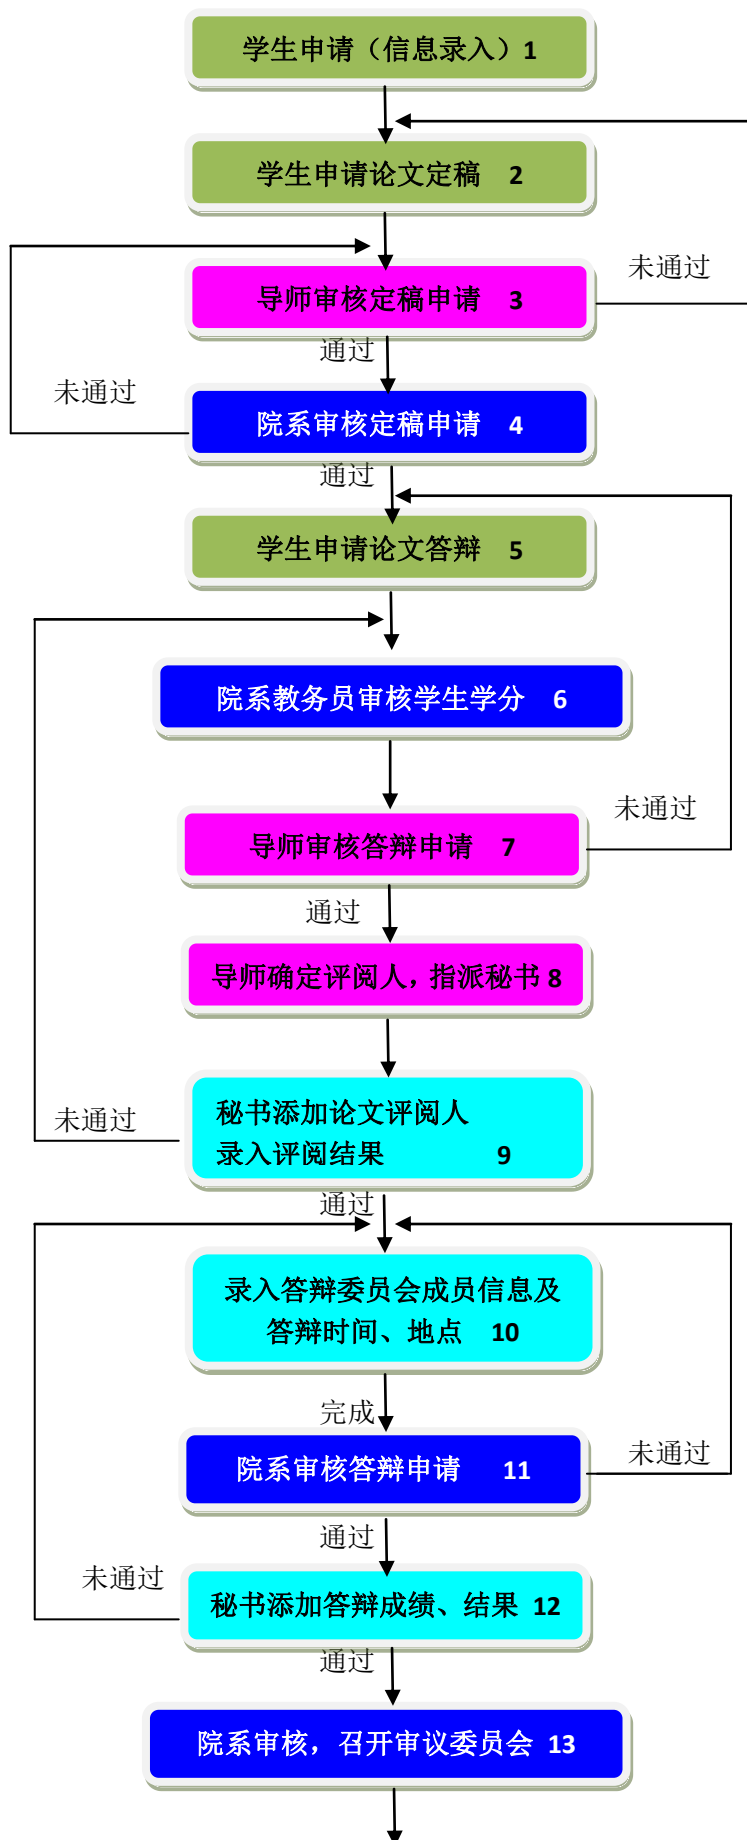 学生申请（信息录入）1
学生申请论文定稿 2
导师审核定稿申请 3
未通过
通过
未通过
院系审核定稿申请 4
通过
学生申请论文答辩 5
院系教务员审核学生学分 6
未通过
导师审核答辩申请 7
通过
导师确定评阅人，指派秘书 8
未通过
秘书添加论文评阅人
录入评阅结果 9
通过
录入答辩委员会成员信息及
答辩时间、地点 10
完成
院系审核答辩申请 11
未通过
通过
未通过
秘书添加答辩成绩、结果 12
通过
院系审核，召开审议委员会 13